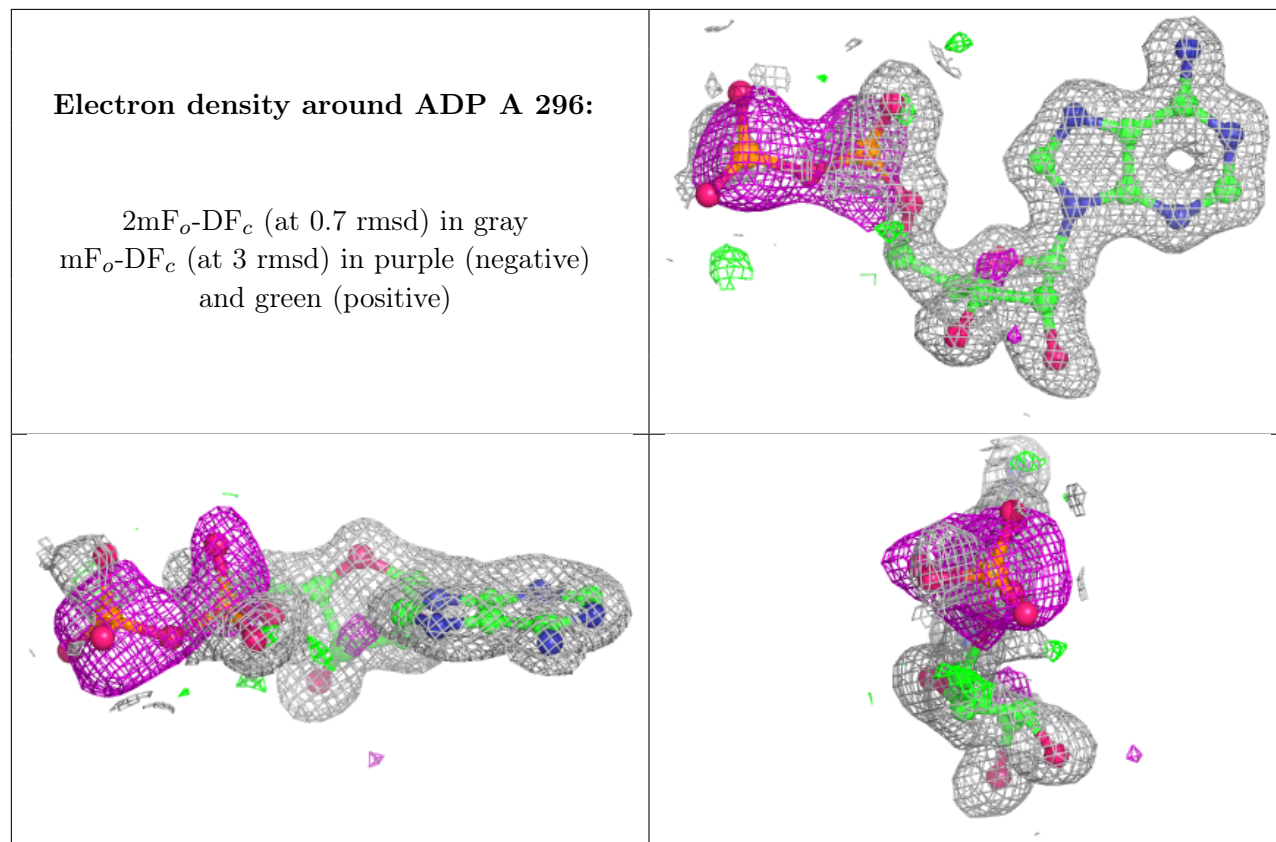 Electron density around ADP A 296:
2mFₒ-DF𝒸 (at 0.7 rmsd) in gray
mFₒ-DF𝒸 (at 3 rmsd) in purple (negative)
and green (positive)